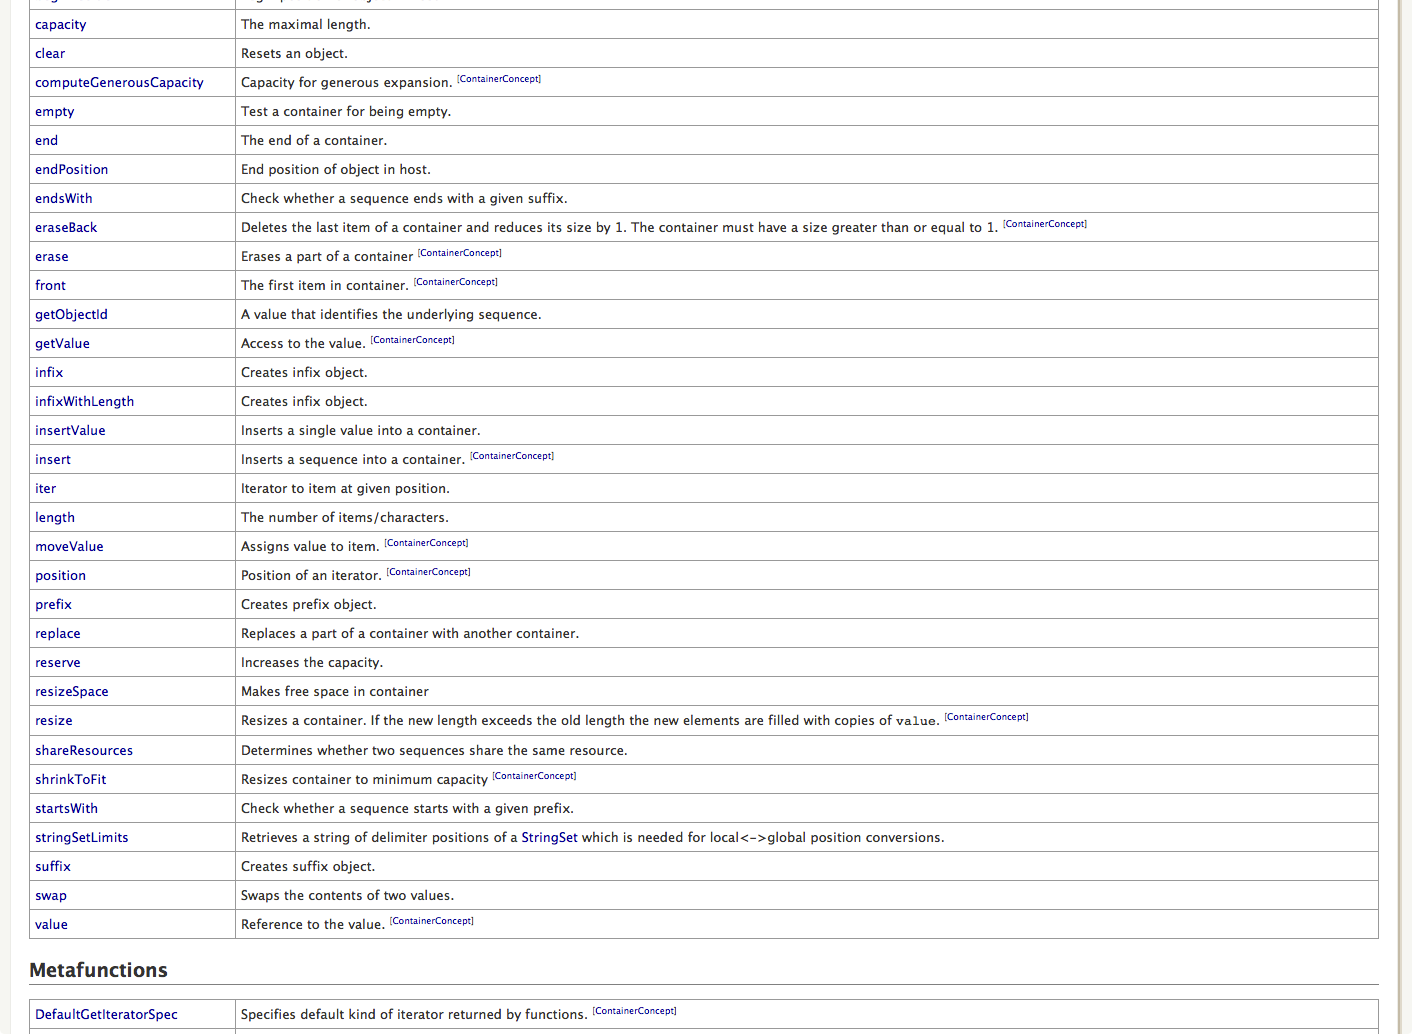 capacity The maximal length.
clear Resets an object.
computeGenerousCapacity Capacity for generous expansion. [ContainerConcept]
empty Test a container for being empty.
end The end of a container.
endPosition End position of object in host.
endsWith Check whether a sequence ends with a given suffix.
eraseBack Deletes the last item of a container and reduces its size by 1. The container must have a size greater than or equal to 1. [ContainerConcept]
erase Erases a part of a container [ContainerConcept]
front The first item in container. [ContainerConcept]
getObjectId A value that identifies the underlying sequence.
getValue Access to the value. [ContainerConcept]
infix Creates infix object.
infixWithLength Creates infix object.
insertValue Inserts a single value into a container.
insert Inserts a sequence into a container. [ContainerConcept]
iter Iterator to item at given position.
length The number of items/characters.
moveValue Assigns value to item. [ContainerConcept]
position Position of an iterator. [ContainerConcept]
prefix Creates prefix object.
replace Replaces a part of a container with another container.
reserve Increases the capacity.
resizeSpace Makes free space in container
resize Resizes a container. If the new length exceeds the old length the new elements are filled with copies of value. [ContainerConcept]
shareResources Determines whether two sequences share the same resource.
shrinkToFit Resizes container to minimum capacity [ContainerConcept]
startsWith Check whether a sequence starts with a given prefix.
stringSetLimits Retrieves a string of delimiter positions of a StringSet which is needed for local<->global position conversions.
suffix Creates suffix object.
swap Swaps the contents of two values.
value Reference to the value. [ContainerConcept]
Metafunctions
DefaultGetIteratorSpec Specifies default kind of iterator returned by functions. [ContainerConcept]